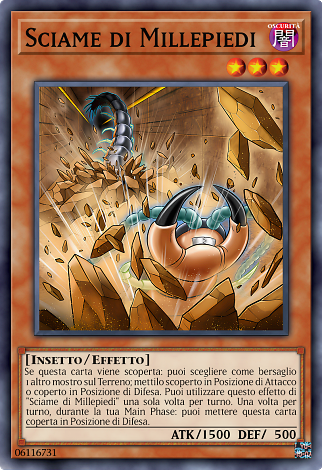 Sciame di Millepiedi
OSCURITÀ
闇
[Insetto/Effetto]
Se questa carta viene scoperta: puoi scegliere come bersaglio
1 altro mostro sul Terreno; mettilo scoperto in Posizione di Attacco
o coperto in Posizione di Difesa. Puoi utilizzare questo effetto di
"Sciame di Millepiedi" una sola volta per turno. Una volta per
turno, durante la tua Main Phase: puoi mettere questa carta
coperta in Posizione di Difesa.
ATK/1500 DEF/ 500
06116731